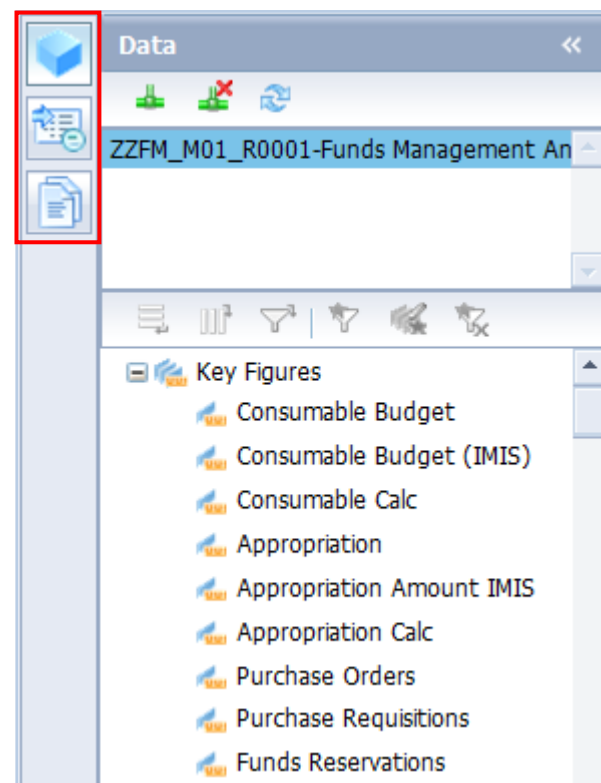 Data
ZZFM_M01_R0001-Funds Management An
Key Figures
Consumable Budget
Consumable Budget (IMIS)
Consumable Calc
Appropriation
Appropriation Amount IMIS
Appropriation Calc
Purchase Orders
Purchase Requisitions
Funds Reservations